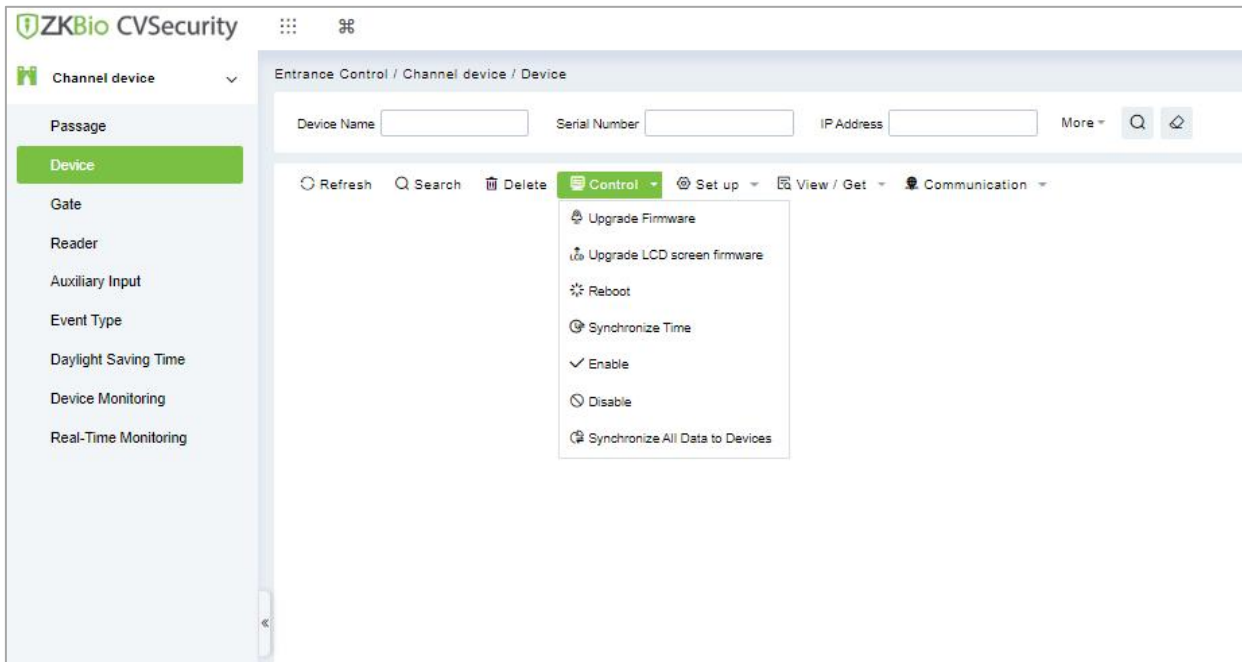 ZKBio CVSecurity
Channel device
Entrance Control / Channel device / Device
Passage
Device
Gate
Reader
Auxiliary Input
Event Type
Daylight Saving Time
Device Monitoring
Real-Time Monitoring
Device Name Serial Number IP Address More
Refresh Search Delete Control Set up View / Get Communication
Upgrade Firmware
Upgrade LCD screen firmware
Reboot
Synchronize Time
Enable
Disable
Synchronize All Data to Devices